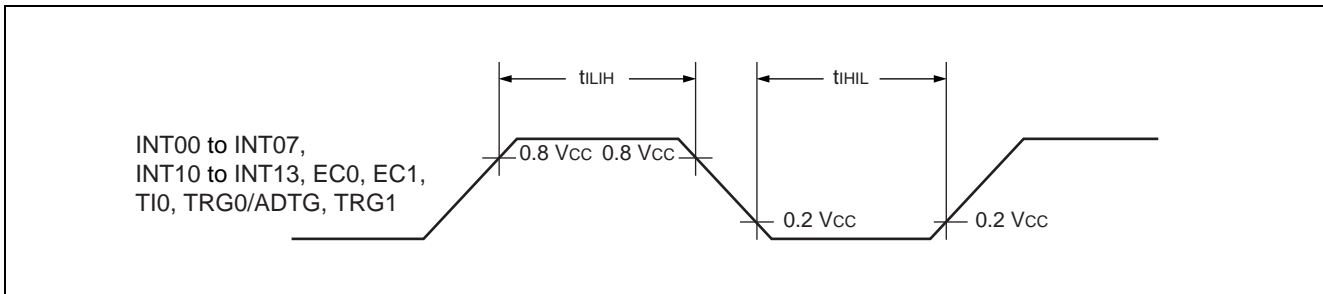 tILIH
tIHIL
INT00 to INT07,
INT10 to INT13, EC0, EC1,
TI0, TRG0/ADTG, TRG1
0.8 VCC 0.8 VCC
0.2 VCC
0.2 VCC